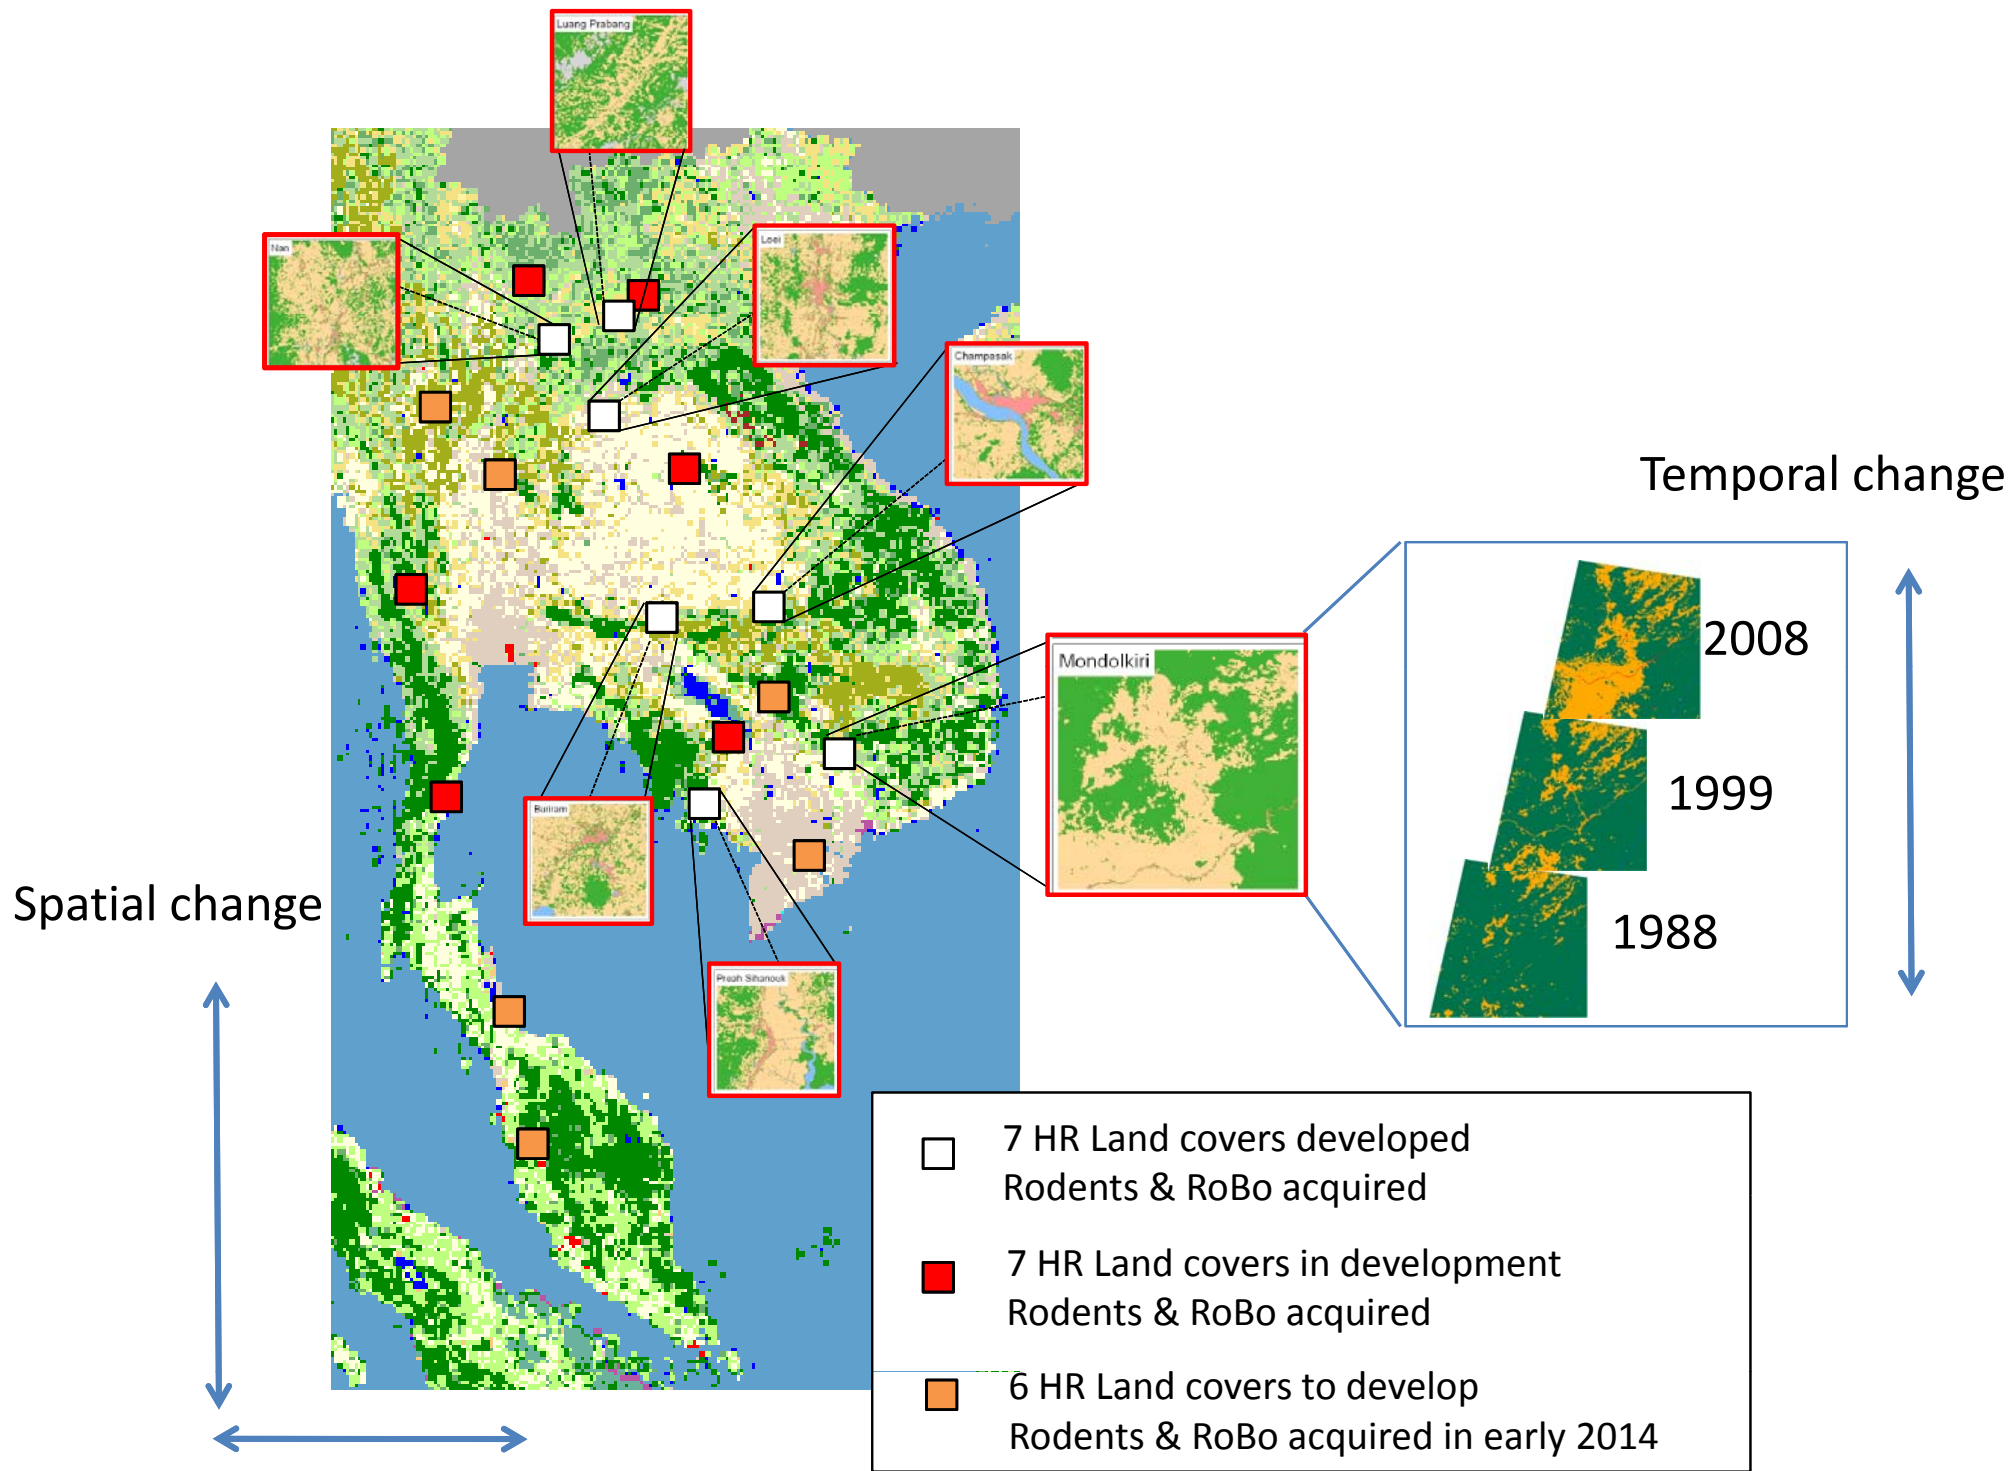 Luang Prabang
Nan
Loei
Champasak
Temporal change
2008
Mondolkiri
1999
Buriram
Spatial change
1988
Preah Sihanouk
7 HR Land covers developed
Rodents & RoBo acquired
7 HR Land covers in development
Rodents & RoBo acquired
6 HR Land covers to develop
Rodents & RoBo acquired in early 2014